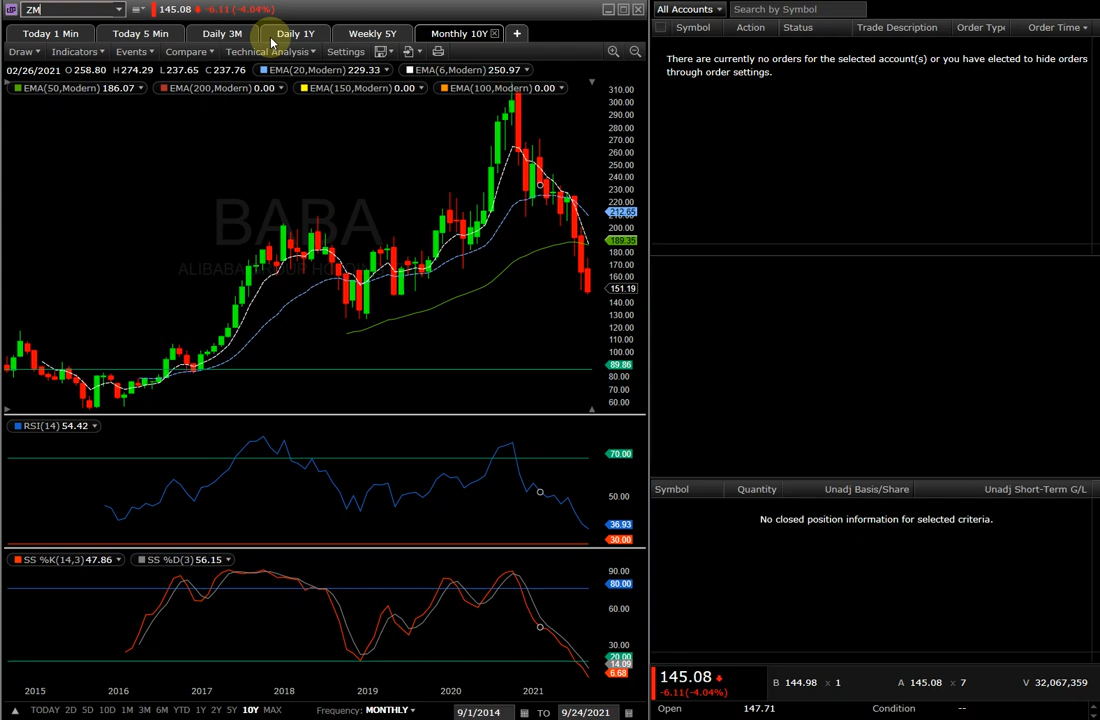 ZM 145.08 -6.11 (-4.04%)
Today 1 Min Today 5 Min Daily 3M Daily 1Y Weekly 5Y Monthly 10Y +
Draw Indicators Events Compare Technical Analysis Settings
02/26/2021 O 258.80 H 274.29 L 237.65 C 237.76 EMA(20,Modern) 229.33 EMA(6,Modern) 250.97
EMA(50,Modern) 186.07 EMA(200,Modern) 0.00 EMA(150,Modern) 0.00 EMA(100,Modern) 0.00
310.00
300.00
290.00
280.00
270.00
260.00
250.00
240.00
230.00
220.00
212.65
200.00
189.35
180.00
170.00
160.00
151.19
140.00
130.00
120.00
110.00
100.00
89.86
80.00
70.00
60.00
BABA
RSI(14) 54.42
70.00
50.00
36.93
30.00
SS %K(14,3) 47.86 SS %D(3) 56.15
90.00
80.00
60.00
30.00
20.00
14.09
6.68
2015 2016 2017 2018 2019 2020 2021
TODAY 2D 5D 10D 1M 3M 6M YTD 1Y 2Y 5Y 10Y MAX Frequency: MONTHLY 9/1/2014 TO 9/24/2021
All Accounts Search by Symbol
Symbol Action Status Trade Description Order Type Order Time
There are currently no orders for the selected account(s) or you have elected to hide orders
through order settings.
Symbol Quantity Unadj Basis/Share Unadj Short-Term G/L
No closed position information for selected criteria.
145.08
-6.11 (-4.04%)
B 144.98 x 1 A 145.08 x 7 V 32,067,359
Open 147.71 Condition --